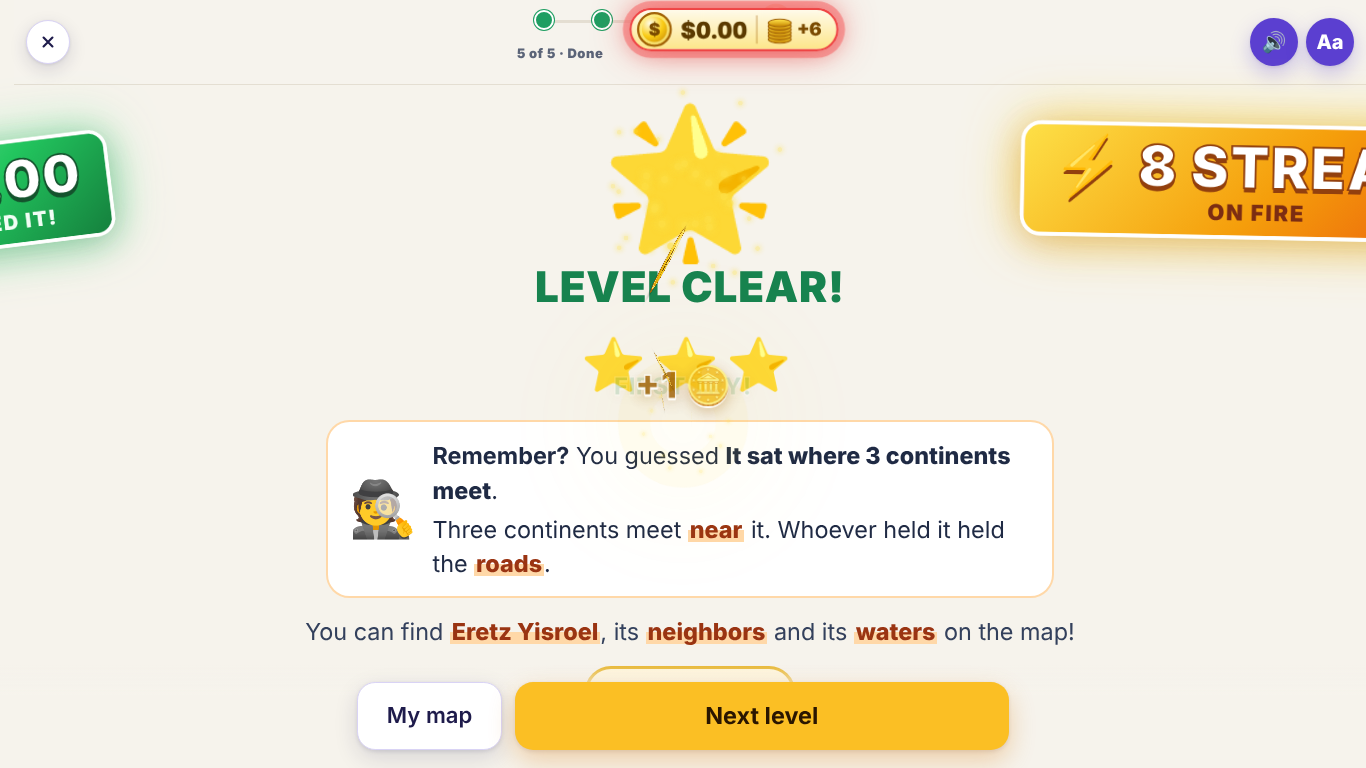 ×
5 of 5 · Done
$ $0.00 +6
🔊 Aa
.00
ED IT!
⚡ 8 STREA
ON FIRE
LEVEL CLEAR!
+1
Remember? You guessed It sat where 3 continents
meet.
Three continents meet near it. Whoever held it held
the roads.
You can find Eretz Yisroel, its neighbors and its waters on the map!
My map
Next level